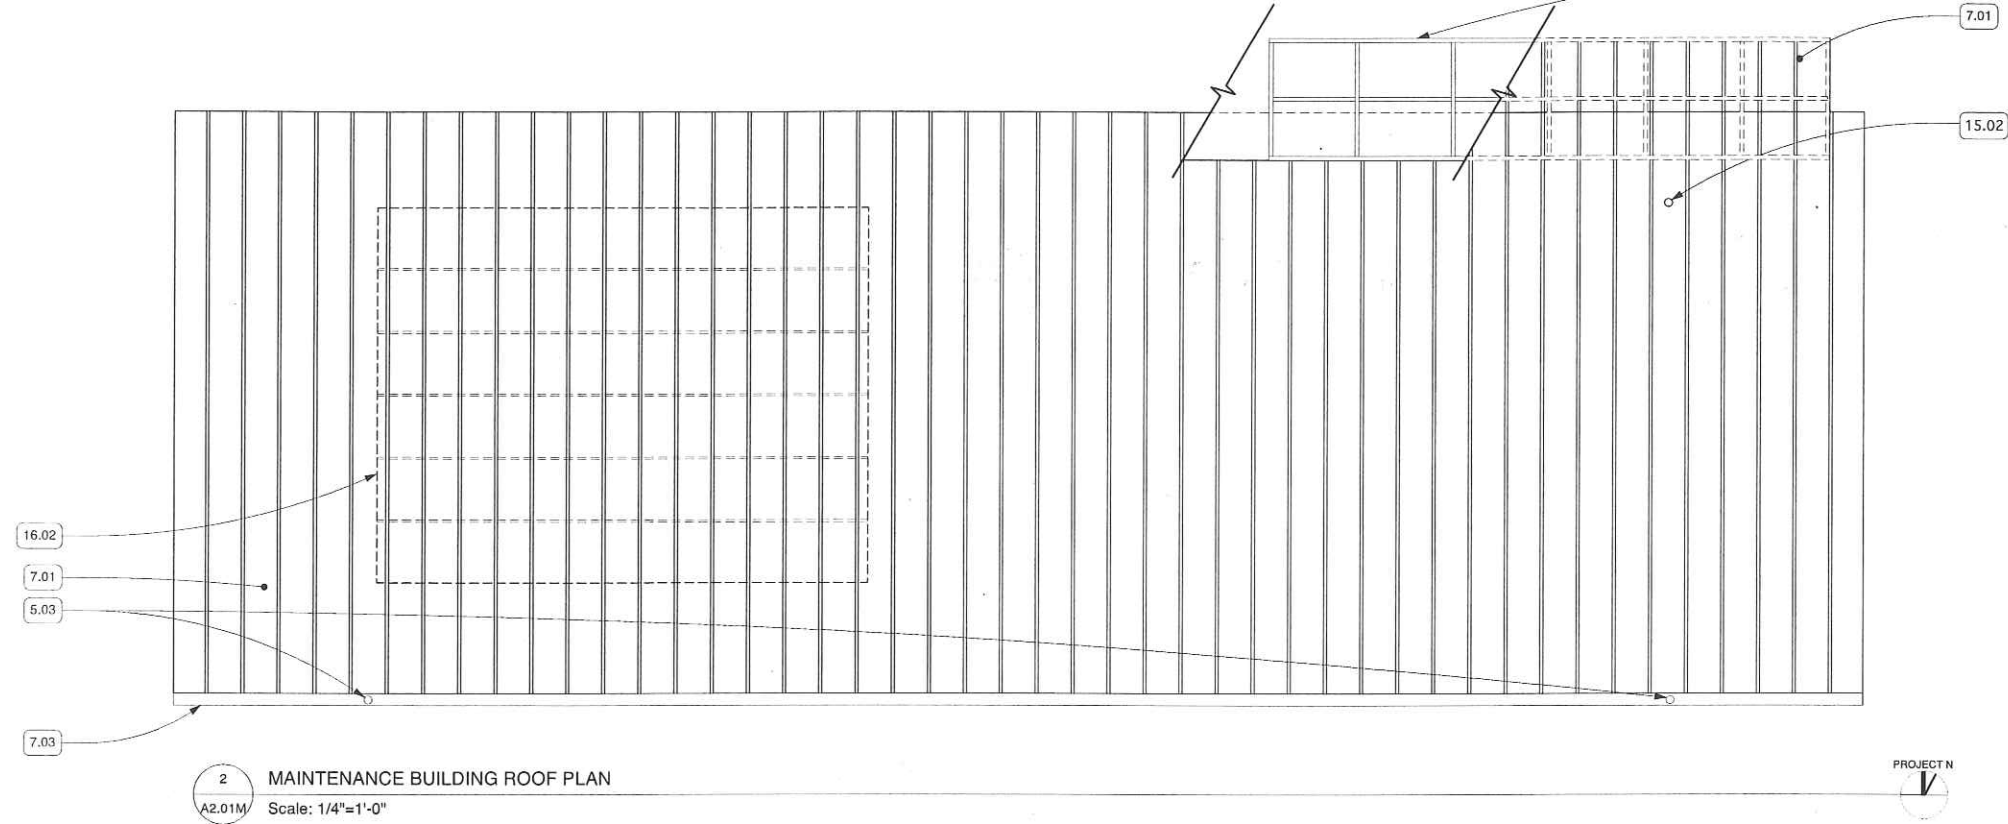 7.01
15.02
16.02
7.01
5.03
7.03
2
MAINTENANCE BUILDING ROOF PLAN
A2.01M
Scale: 1/4"=1'-0"
PROJECT N